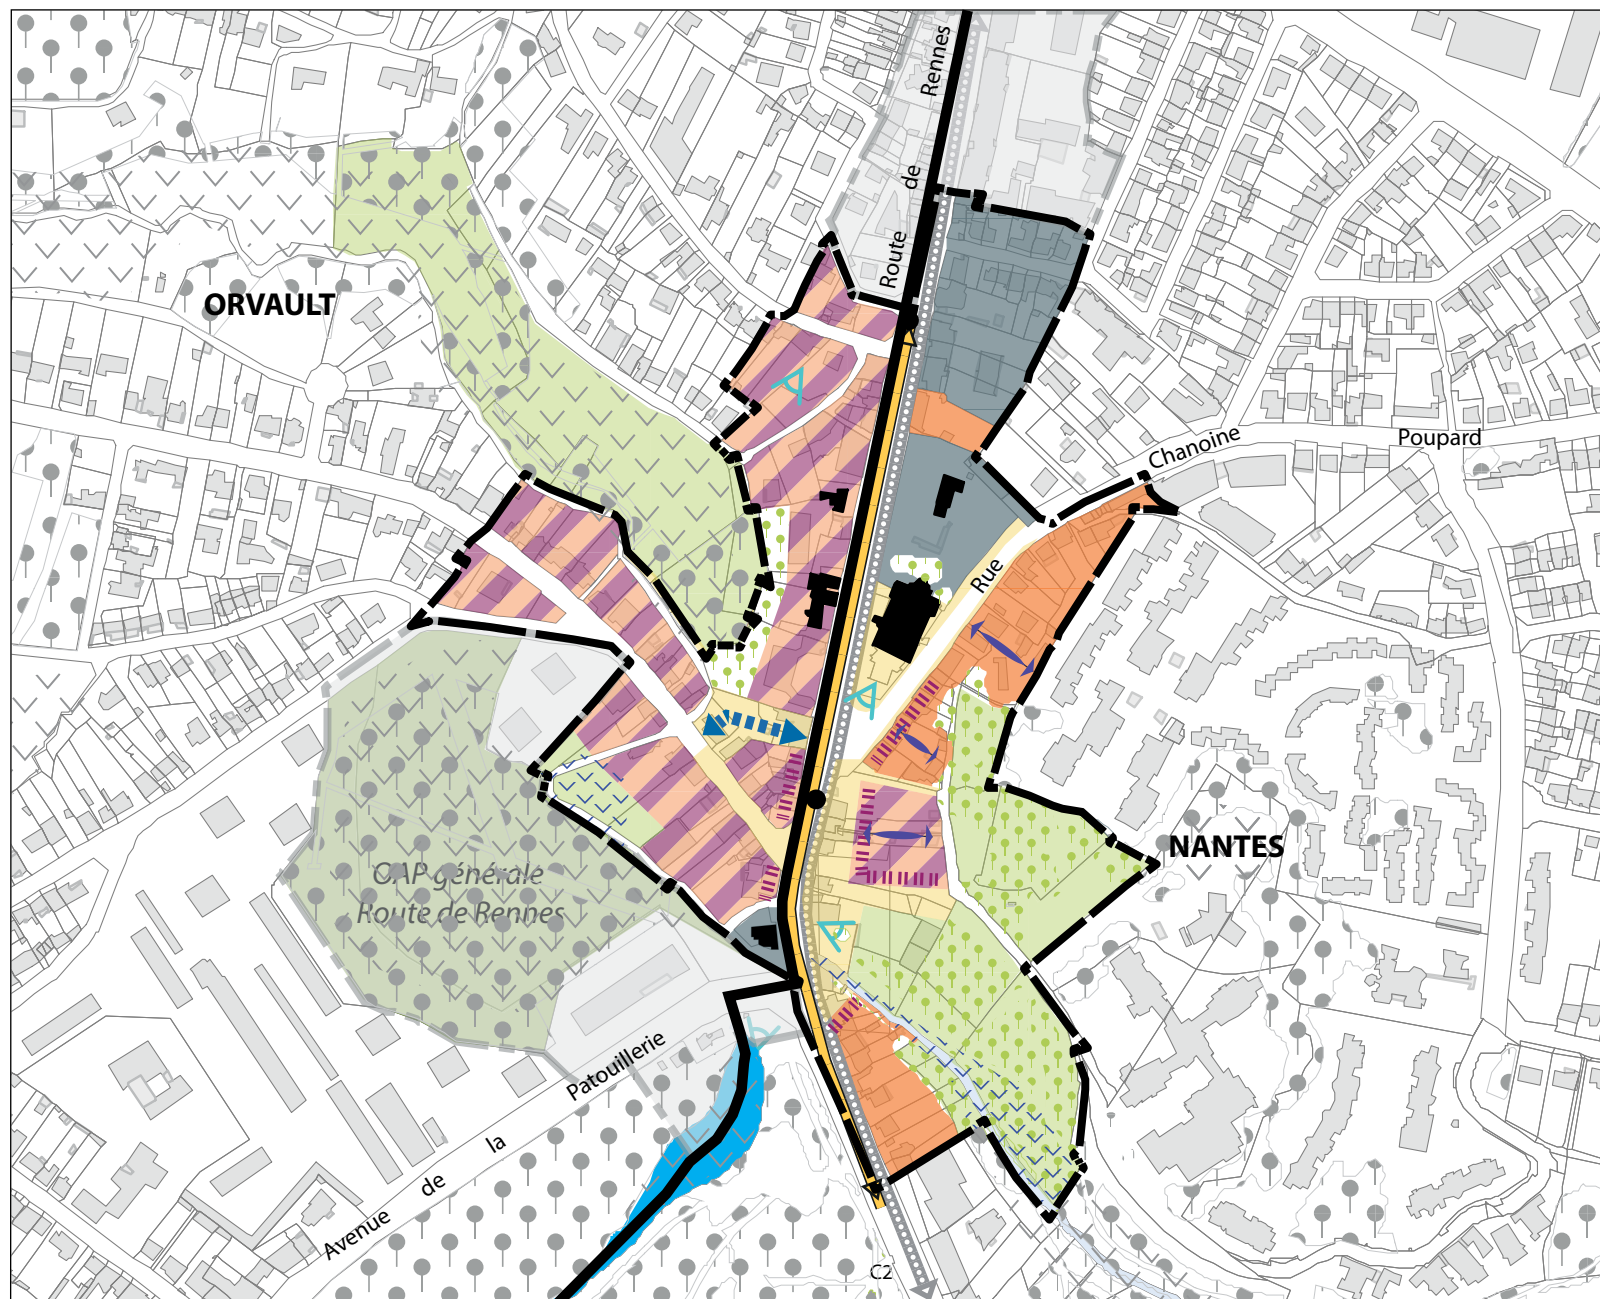 Route de Rennes
ORVAULT
Rue Chanoine Poupard
NANTES
OAP générale
Route de Rennes
Avenue de la Patouillerie
C2